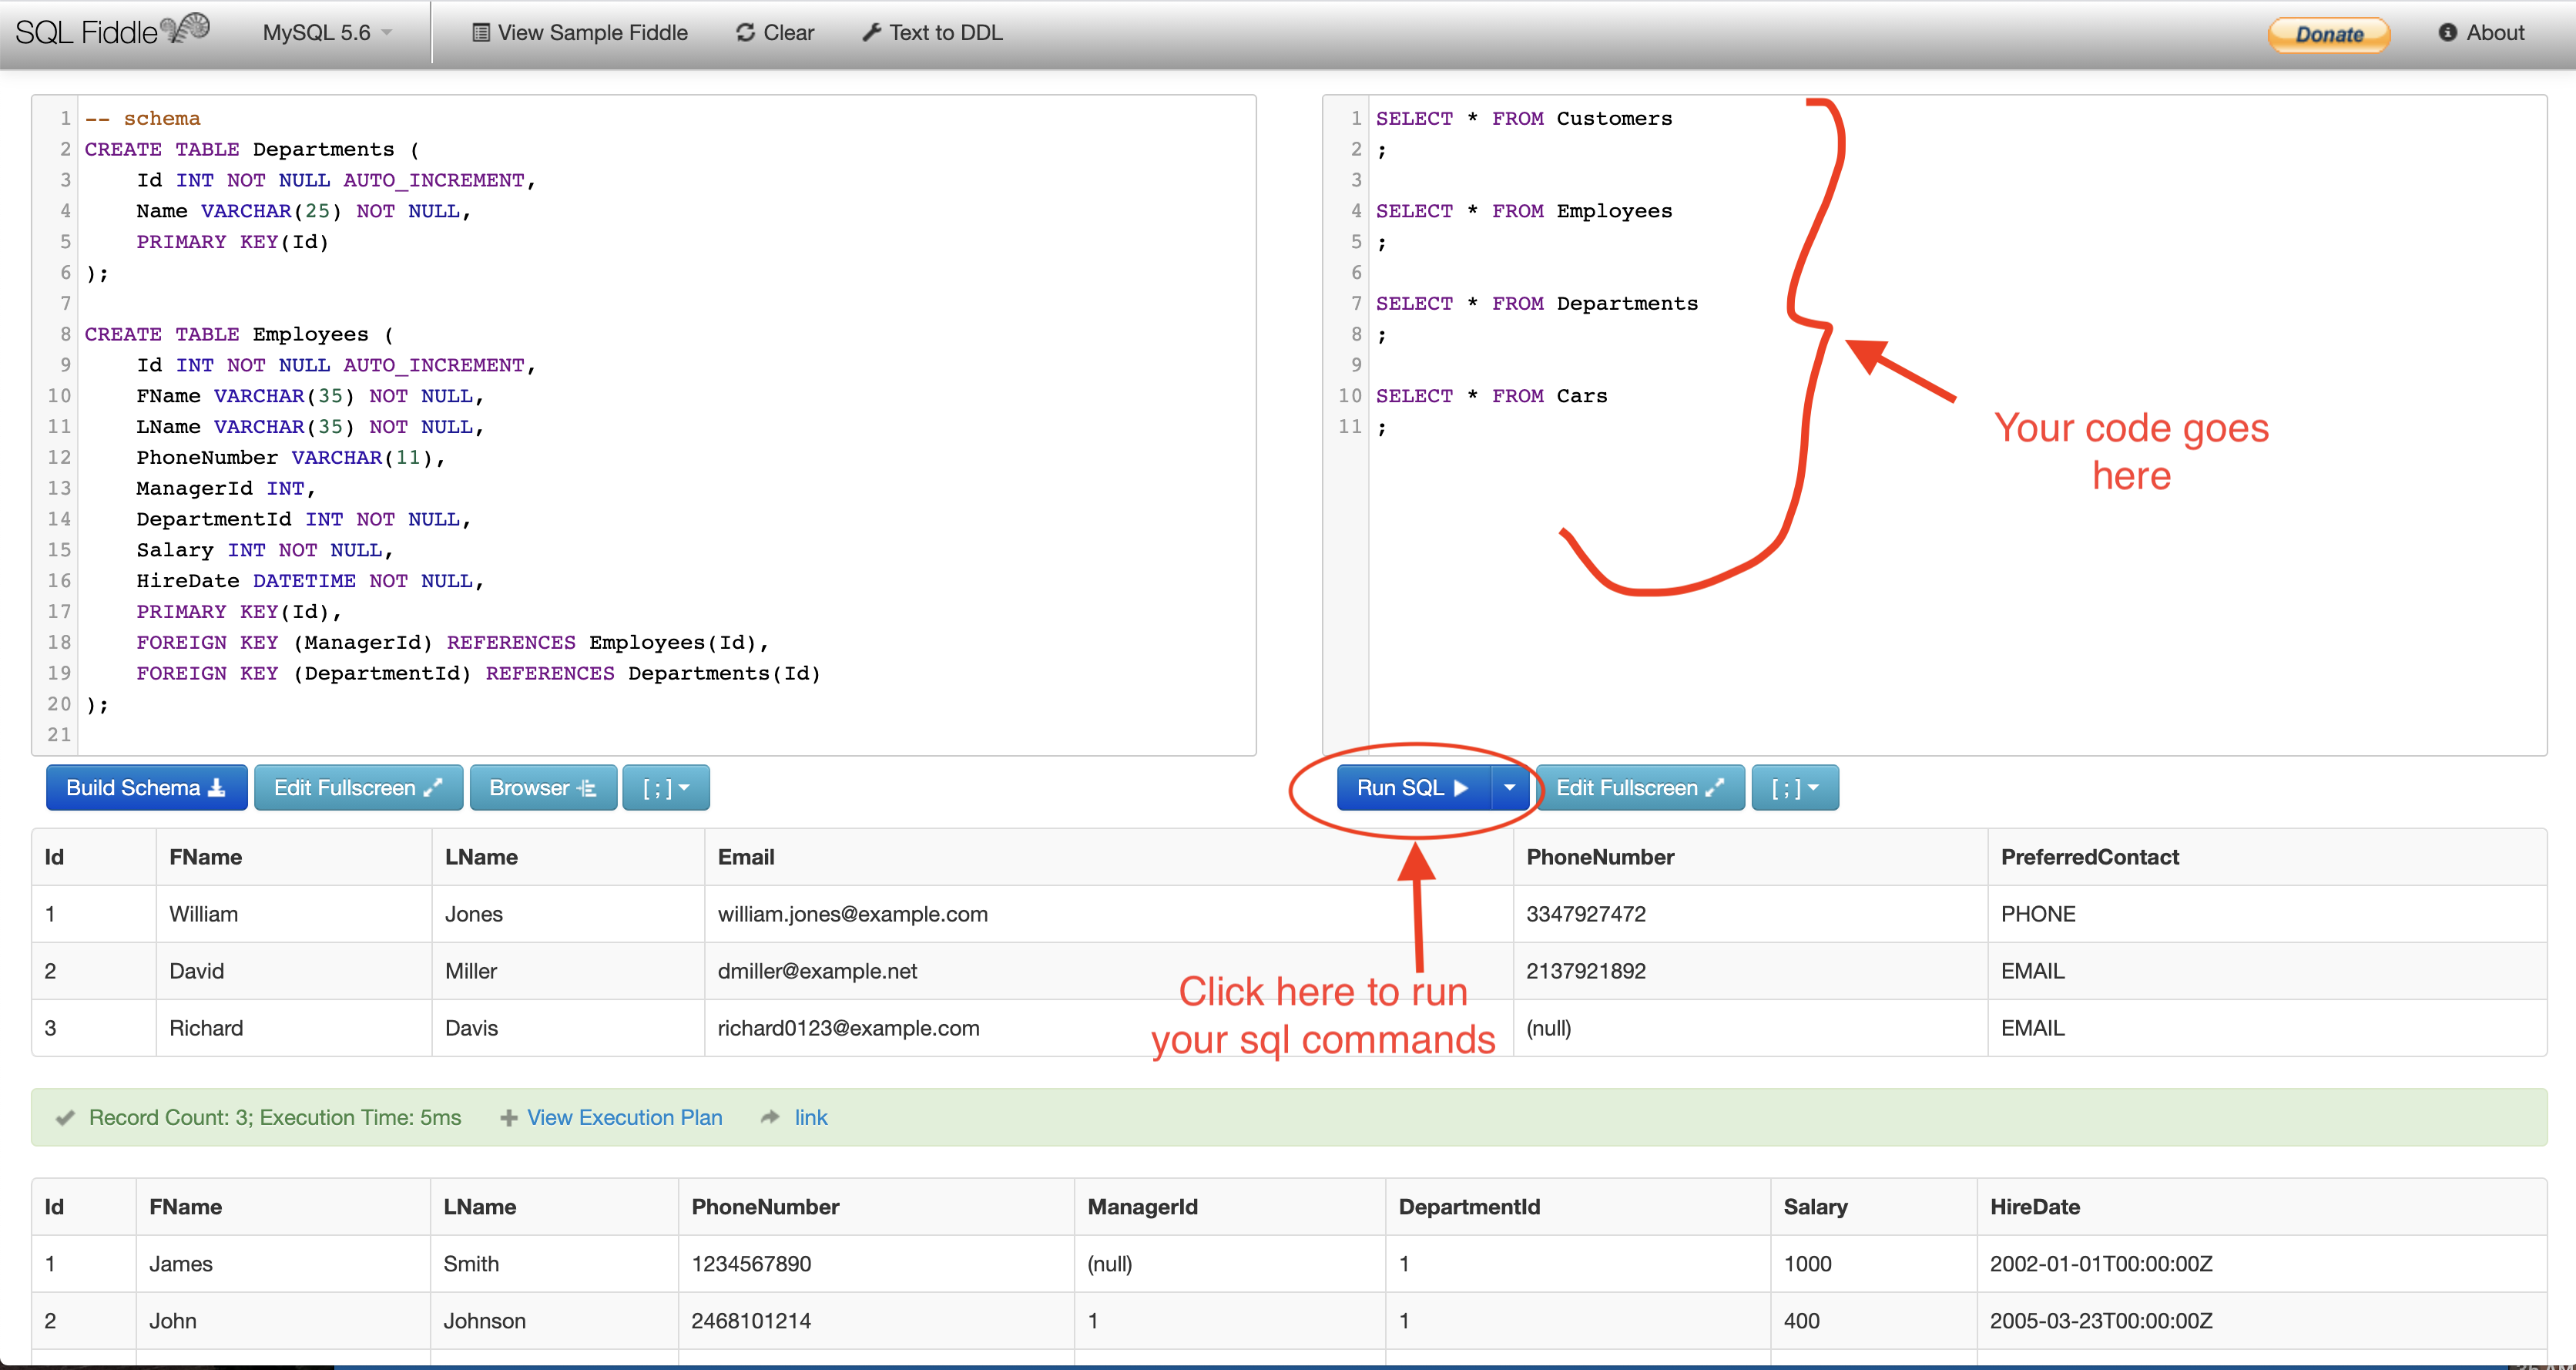 SQL Fiddle MySQL 5.6 View Sample Fiddle Clear Text to DDL Donate About
1 -- schema
2 CREATE TABLE Departments (
3     Id INT NOT NULL AUTO_INCREMENT,
4     Name VARCHAR(25) NOT NULL,
5     PRIMARY KEY(Id)
6 );
7
8 CREATE TABLE Employees (
9     Id INT NOT NULL AUTO_INCREMENT,
10     FName VARCHAR(35) NOT NULL,
11     LName VARCHAR(35) NOT NULL,
12     PhoneNumber VARCHAR(11),
13     ManagerId INT,
14     DepartmentId INT NOT NULL,
15     Salary INT NOT NULL,
16     HireDate DATETIME NOT NULL,
17     PRIMARY KEY(Id),
18     FOREIGN KEY (ManagerId) REFERENCES Employees(Id),
19     FOREIGN KEY (DepartmentId) REFERENCES Departments(Id)
20 );
21
1 SELECT * FROM Customers
2 ;
3
4 SELECT * FROM Employees
5 ;
6
7 SELECT * FROM Departments
8 ;
9
10 SELECT * FROM Cars
11 ;
Your code goes
here
Build Schema Edit Fullscreen Browser [ ; ]
Run SQL Edit Fullscreen [ ; ]
Id FName LName Email PhoneNumber PreferredContact
1 William Jones william.jones@example.com 3347927472 PHONE
2 David Miller dmiller@example.net 2137921892 EMAIL
3 Richard Davis richard0123@example.com (null) EMAIL
Click here to run
your sql commands
Record Count: 3; Execution Time: 5ms View Execution Plan link
Id FName LName PhoneNumber ManagerId DepartmentId Salary HireDate
1 James Smith 1234567890 (null) 1 1000 2002-01-01T00:00:00Z
2 John Johnson 2468101214 1 1 400 2005-03-23T00:00:00Z